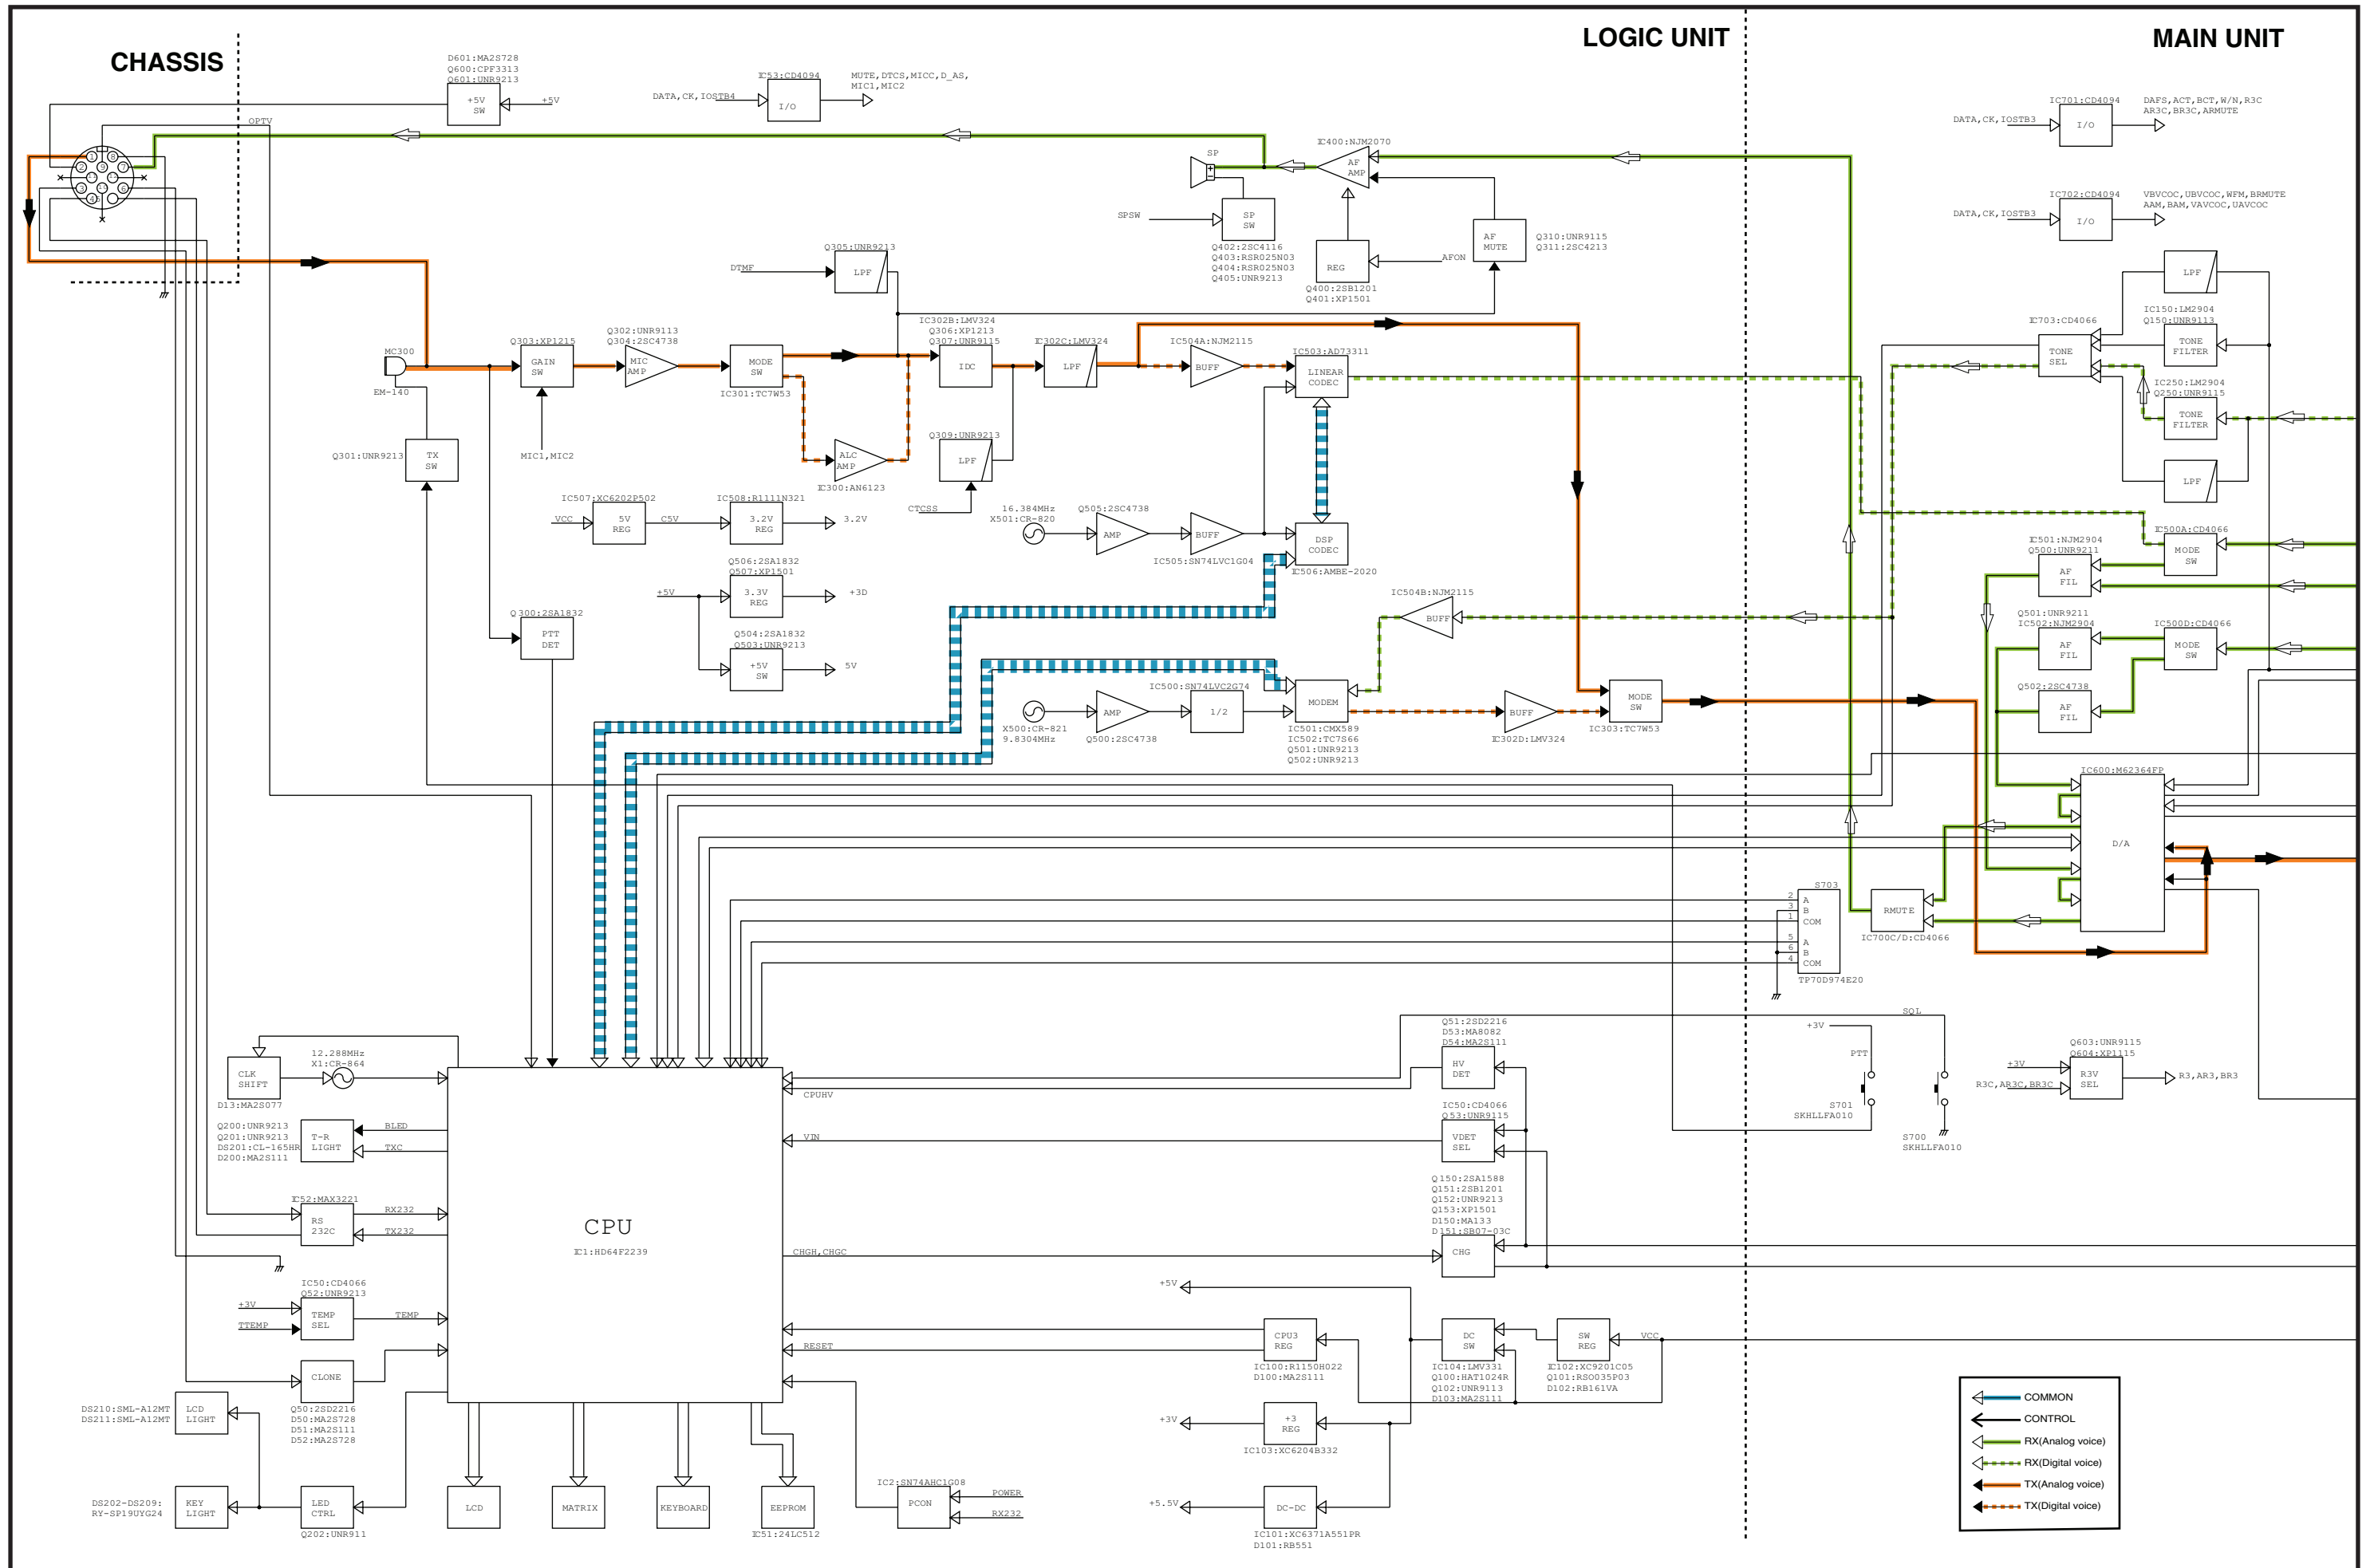 CHASSIS
LOGIC UNIT
MAIN UNIT
D601:MA2S728
Q600:CPF3313
Q601:UNR9213
+5V
SW
+5V
OPTV
IC53:CD4094
DATA,CK,IOSTB4
I/O
MUTE,DTCS,MICC,D_AS,
MIC1,MIC2
IC701:CD4094
DATA,CK,IOSTB3
I/O
DAFS,ACT,BCT,W/N,R3C
AR3C,BR3C,ARMUTE
IC702:CD4094
DATA,CK,IOSTB3
I/O
VBVCOC,UBVCOC,WFM,BRMUTE
AAM,BAM,VAVCOC,UAVCOC
1
8
2
9
7
11
12
3
10
6
4
5
SP
IC400:NJM2070
AF
AMP
SPSW
SP
SW
Q402:2SC4116
Q403:RSR025N03
Q404:RSR025N03
Q405:UNR9213
REG
AFON
Q400:2SB1201
Q401:XP1501
AF
MUTE
Q310:UNR9115
Q311:2SC4213
Q305:UNR9213
DTMF
LPF
MC300
EM-140
Q303:XP1215
GAIN
SW
MIC1,MIC2
Q302:UNR9113
Q304:2SC4738
MIC
AMP
MODE
SW
IC301:TC7W53
ALC
AMP
IC300:AN6123
IC302B:LMV324
Q306:XP1213
Q307:UNR9115
IDC
IC302C:LMV324
LPF
Q309:UNR9213
LPF
CTCSS
IC504A:NJM2115
BUFF
IC503:AD73311
LINEAR
CODEC
Q301:UNR9213
TX
SW
IC507:XC6202P502
VCC
5V
REG
C5V
IC508:R1111N321
3.2V
REG
3.2V
16.384MHz
X501:CR-820
Q505:2SC4738
AMP
BUFF
IC505:SN74LVC1G04
DSP
CODEC
IC506:AMBE-2020
Q506:2SA1832
Q507:XP1501
+5V
3.3V
REG
+3D
Q504:2SA1832
Q503:UNR9213
+5V
SW
5V
Q300:2SA1832
PTT
DET
IC504B:NJM2115
BUFF
X500:CR-821
9.8304MHz
AMP
Q500:2SC4738
IC500:SN74LVC2G74
1/2
MODEM
IC501:CMX589
IC502:TC7S66
Q501:UNR9213
Q502:UNR9213
BUFF
IC302D:LMV324
MODE
SW
IC303:TC7W53
LPF
IC703:CD4066
TONE
SEL
IC150:LM2904
Q150:UNR9113
TONE
FILTER
IC250:LM2904
Q250:UNR9115
TONE
FILTER
LPF
IC500A:CD4066
MODE
SW
IC501:NJM2904
Q500:UNR9211
AF
FIL
Q501:UNR9211
IC502:NJM2904
AF
FIL
IC500D:CD4066
MODE
SW
Q502:2SC4738
AF
FIL
IC600:M62364FP
D/A
RMUTE
IC700C/D:CD4066
S703
2
A
3
B
1
COM
5
A
6
B
4
COM
TP70D974E20
+3V
PTT
S701
SKHLLFA010
SQL
S700
SKHLLFA010
Q603:UNR9115
Q604:XP1115
+3V
R3C,AR3C,BR3C
R3V
SEL
R3,AR3,BR3
CLK
SHIFT
D13:MA2S077
12.288MHz
X1:CR-864
Q200:UNR9213
Q201:UNR9213
DS201:CL-165HR
D200:MA2S111
T-R
LIGHT
BLED
TXC
IC52:MAX3221
RS
232C
RX232
TX232
IC50:CD4066
Q52:UNR9213
+3V
TTEMP
TEMP
SEL
TEMP
CLONE
Q50:2SD2216
D50:MA2S728
D51:MA2S111
D52:MA2S728
DS210:SML-A12MT
DS211:SML-A12MT
LCD
LIGHT
DS202-DS209:
RY-SP19UYG24
KEY
LIGHT
LED
CTRL
Q202:UNR911
CPU
IC1:HD64F2239
LCD
MATRIX
KEYBOARD
EEPROM
IC51:24LC512
IC2:SN74AHC1G08
PCON
POWER
RX232
CPUHV
VIN
CHGH,CHGC
RESET
Q51:2SD2216
D53:MA8082
D54:MA2S111
HV
DET
IC50:CD4066
Q53:UNR9115
VDET
SEL
Q150:2SA1588
Q151:2SB1201
Q152:UNR9213
Q153:XP1501
D150:MA133
D151:SB07-03C
CHG
+5V
CPU3
REG
IC100:R1150H022
D100:MA2S111
DC
SW
IC104:LMV331
Q100:HAT1024R
Q102:UNR9113
D103:MA2S111
SW
REG
VCC
IC102:XC9201C05
Q101:RSO035P03
D102:RB161VA
+3V
+3
REG
IC103:XC6204B332
+5.5V
DC-DC
IC101:XC6371A551PR
D101:RB551
COMMON
CONTROL
RX(Analog voice)
RX(Digital voice)
TX(Analog voice)
TX(Digital voice)